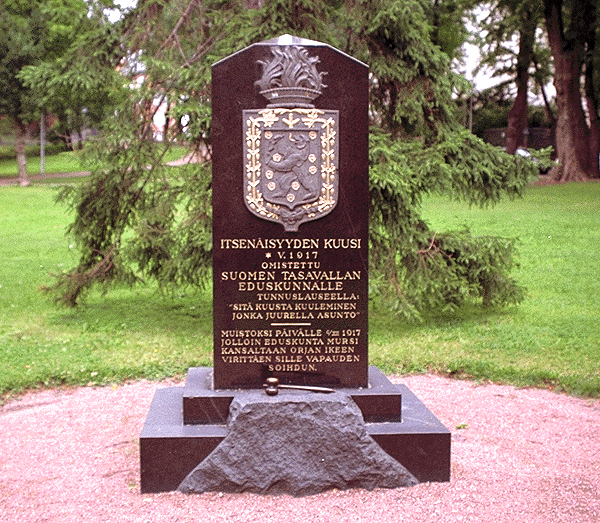 ITSENÄISYYDEN KUUSI
* V. 1917
OMISTETTU
SUOMEN TASAVALLAN
EDUSKUNNALLE
TUNNUSLAUSEELLA:
"SITÄ KUUSTA KUULEMINEN
JONKA JUURELLA ASUNTO"
MUISTOKSI PÄIVÄLLE 6/XII 1917
JOLLOIN EDUSKUNTA MURSI
KANSALTAAN ORJAN IKEEN
VIRITTÄEN SILLE VAPAUDEN
SOIHDUN.